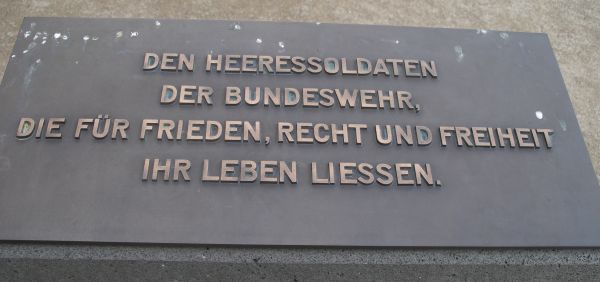 DEN HEERESSOLDATEN
DER BUNDESWEHR,
DIE FÜR FRIEDEN, RECHT UND FREIHEIT
IHR LEBEN LIESSEN.